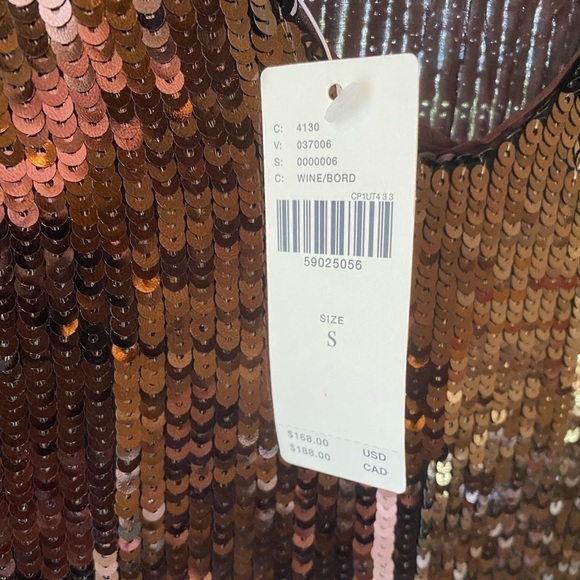 C: 4130
V: 037006
S: 0000006
C: WINE/BORD
CP1UT433
59025056
SIZE
S
$168.00 USD
$188.00 CAD